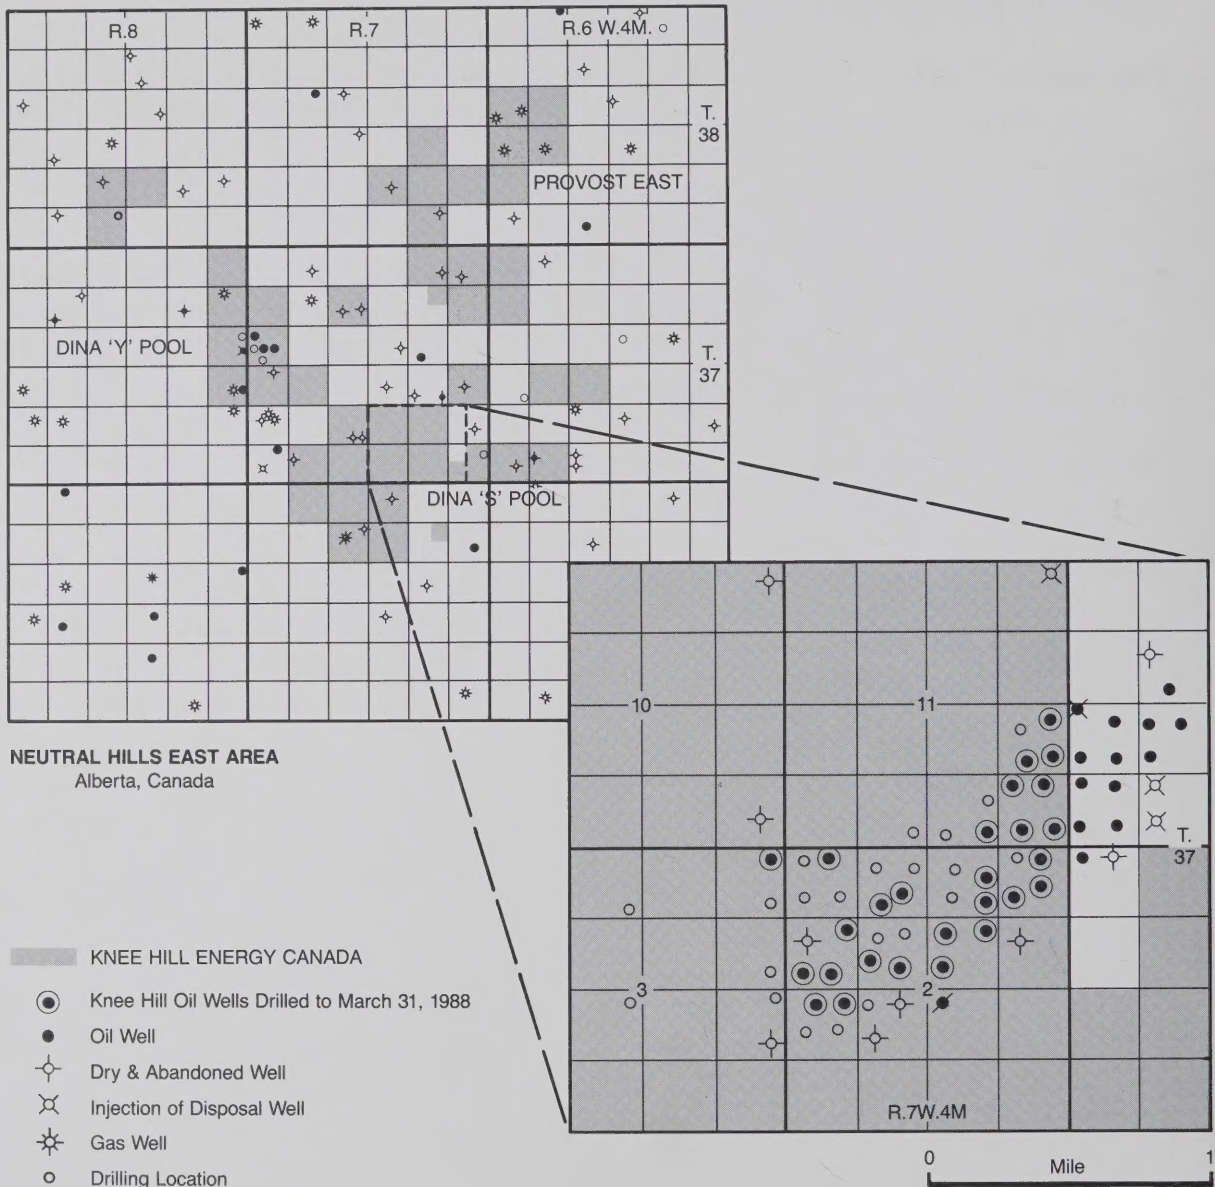 R.8 R.7 R.6 W.4M.
T.
38
PROVOST EAST
DINA 'Y' POOL
T.
37
DINA 'S' POOL
NEUTRAL HILLS EAST AREA
Alberta, Canada
10 11
T.
37
3 2
R.7W.4M
KNEE HILL ENERGY CANADA
Knee Hill Oil Wells Drilled to March 31, 1988
Oil Well
Dry & Abandoned Well
Injection of Disposal Well
Gas Well
Drilling Location
0 1
Mile